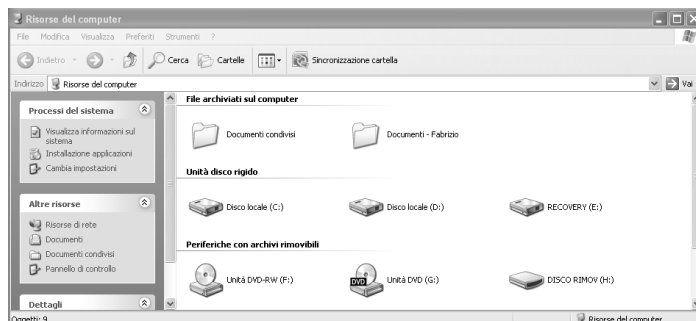 Risorse del computer
File Modifica Visualizza Preferiti Strumenti ?
Indietro Cerca Cartelle Sincronizzazione cartella
Indirizzo Risorse del computer Vai
Processi del sistema
Visualizza informazioni sul
sistema
Installazione applicazioni
Cambia impostazioni
Altre risorse
Risorse di rete
Documenti
Documenti condivisi
Pannello di controllo
Dettagli
File archiviati sul computer
Documenti condivisi Documenti - Fabrizio
Unità disco rigido
Disco locale (C:) Disco locale (D:) RECOVERY (E:)
Periferiche con archivi rimovibili
Unità DVD-RW (F:) DVD Unità DVD (G:) DISCO RIMOV (H:)
Oggetti: 9 Risorse del computer